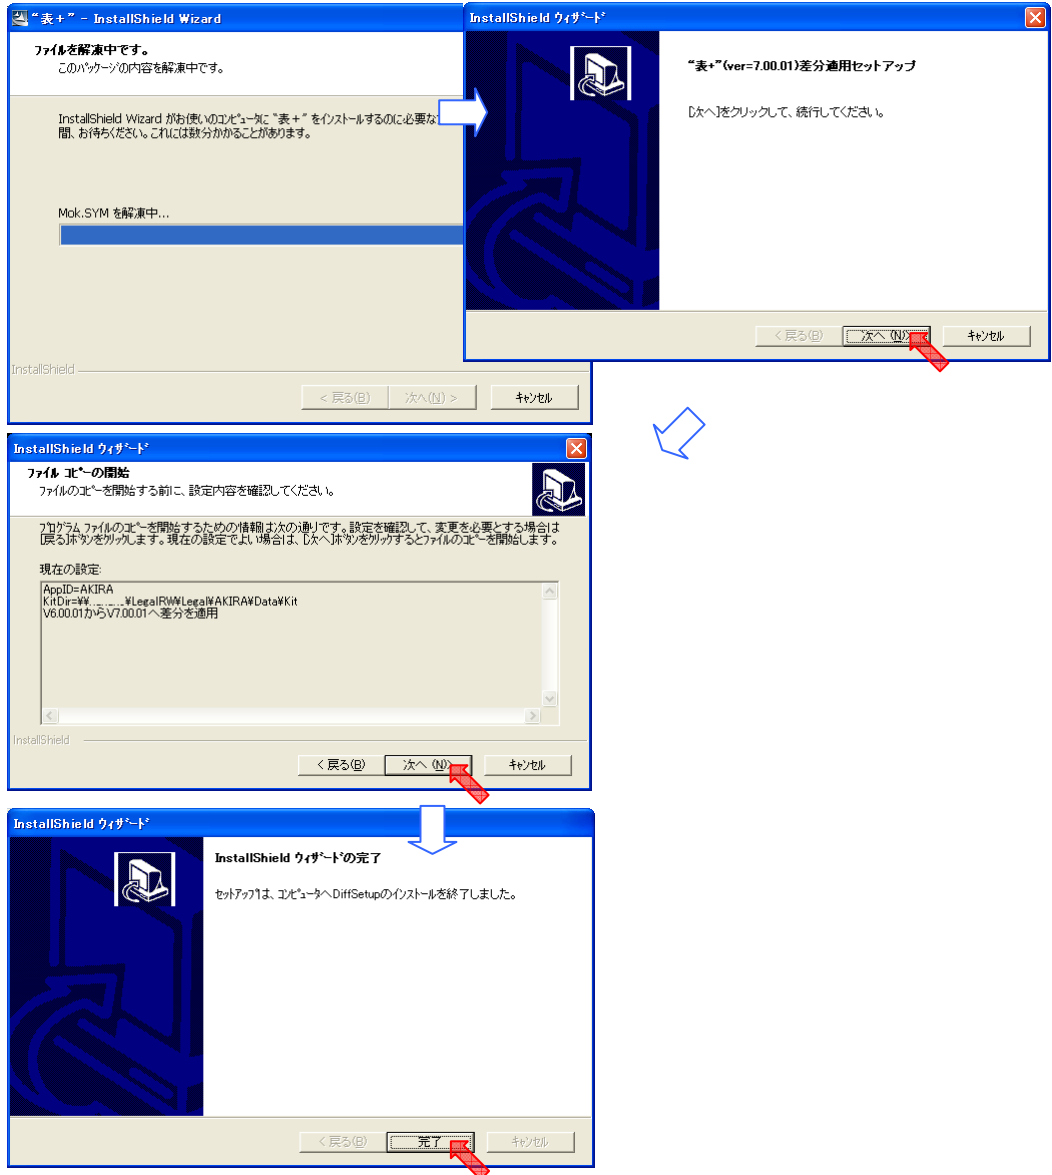 “表+” - InstallShield Wizard
ファイルを解凍中です。
このパッケージの内容を解凍中です。
InstallShield Wizard がお使いのコンピュータに “表+” をインストールするのに必要な
間、お待ちください。これには数分かかることがあります。
Mok.SYM を解凍中...
InstallShield
< 戻る(B)
次へ(N) >
キャンセル
InstallShield ウィザード
“表+”(ver=7.00.01)差分適用セットアップ
[次へ]をクリックして、続行してください。
< 戻る(B)
次へ (N)
キャンセル
InstallShield ウィザード
ファイル コピーの開始
ファイルのコピーを開始する前に、設定内容を確認してください。
プログラム ファイルのコピーを開始するための情報は次の通りです。設定を確認して、変更を必要とする場合は
[戻る]ボタンをクリックします。現在の設定でよい場合は、[次へ]ボタンをクリックするとファイルのコピーを開始します。
現在の設定:
AppID=AKIRA
KitDir=¥¥ ¥LegalRW¥Legal¥AKIRA¥Data¥Kit
V6.00.01からV7.00.01へ差分を適用
InstallShield
< 戻る(B)
次へ (N)
キャンセル
InstallShield ウィザード
InstallShield ウィザードの完了
セットアップは、コンピュータへDiffSetupのインストールを終了しました。
< 戻る(B)
完了
キャンセル